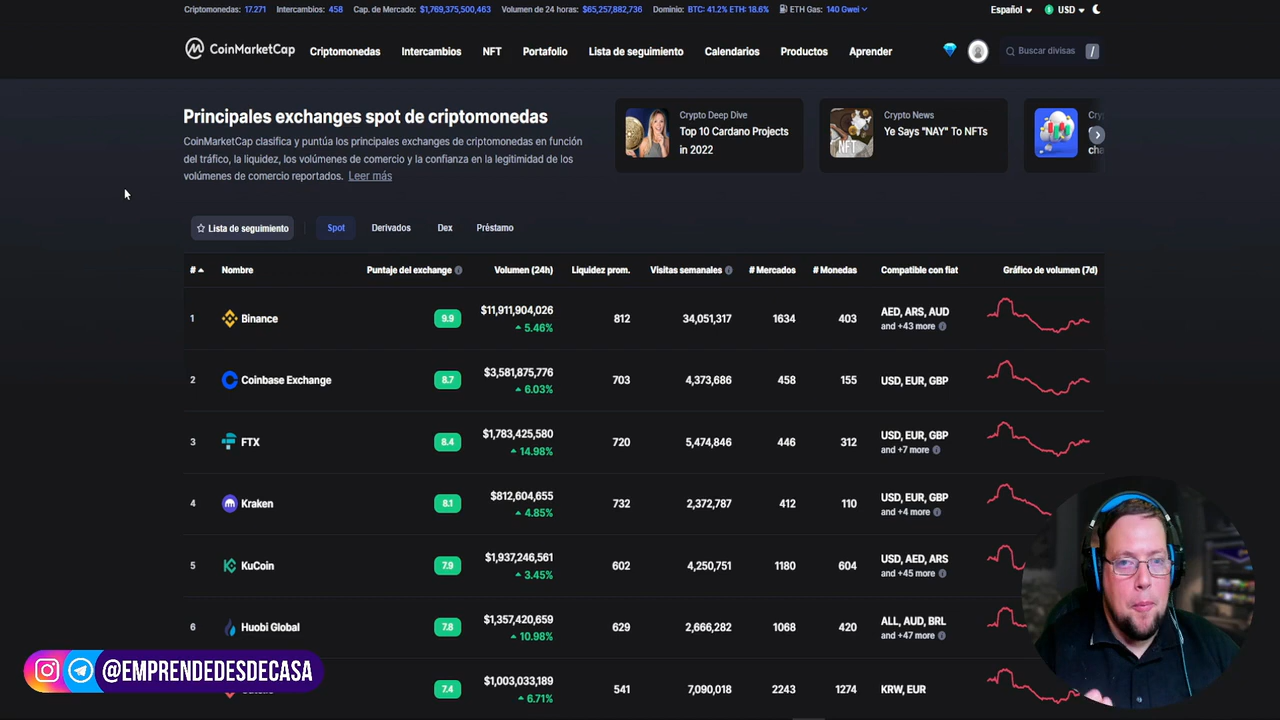 Criptomonedas: 17.271 Intercambios: 458 Cap. de Mercado: $1,769,375,500,463 Volumen de 24 horas: $65,257,882,736 Dominio: BTC: 41.2% ETH: 18.6% ETH Gas: 140 Gwei Español USD
CoinMarketCap Criptomonedas Intercambios NFT Portafolio Lista de seguimiento Calendarios Productos Aprender Buscar divisas /
Principales exchanges spot de criptomonedas
CoinMarketCap clasifica y puntúa los principales exchanges de criptomonedas en función
del tráfico, la liquidez, los volúmenes de comercio y la confianza en la legitimidad de los
volúmenes de comercio reportados. Leer más
Crypto Deep Dive
Top 10 Cardano Projects
in 2022
Crypto News
Ye Says "NAY" To NFTs
NFT
Cry
cha
Lista de seguimiento Spot Derivados Dex Préstamo
# Nombre Puntaje del exchange Volumen (24h) Liquidez prom. Visitas semanales # Mercados # Monedas Compatible con fiat Gráfico de volumen (7d)
1 Binance 9.9 $11,911,904,026 812 34,051,317 1634 403 AED, ARS, AUD
5.46% and +43 more
2 Coinbase Exchange 8.7 $3,581,875,776 703 4,373,686 458 155 USD, EUR, GBP
6.03%
3 FTX 8.4 $1,783,425,580 720 5,474,846 446 312 USD, EUR, GBP
14.98% and +7 more
4 Kraken 8.1 $812,604,655 732 2,372,787 412 110 USD, EUR, GBP
4.85% and +4 more
5 KuCoin 7.9 $1,937,246,561 602 4,250,751 1180 604 USD, AED, ARS
3.45% and +45 more
6 Huobi Global 7.8 $1,357,420,659 629 2,666,282 1068 420 ALL, AUD, BRL
10.98% and +47 more
7.4 $1,003,033,189 541 7,090,018 2243 1274 KRW, EUR
6.71%
@EMPRENDEDESDECASA